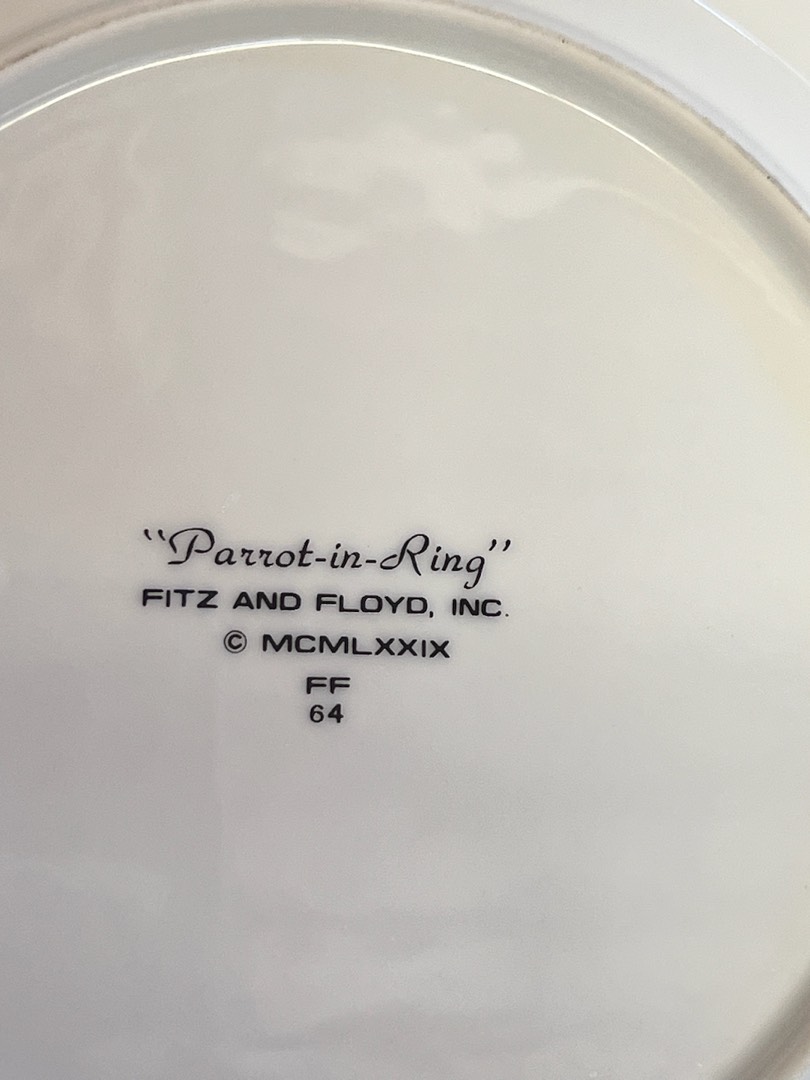 “Parrot-in-Ring”
FITZ AND FLOYD, INC.
© MCMLXXIX
FF
64